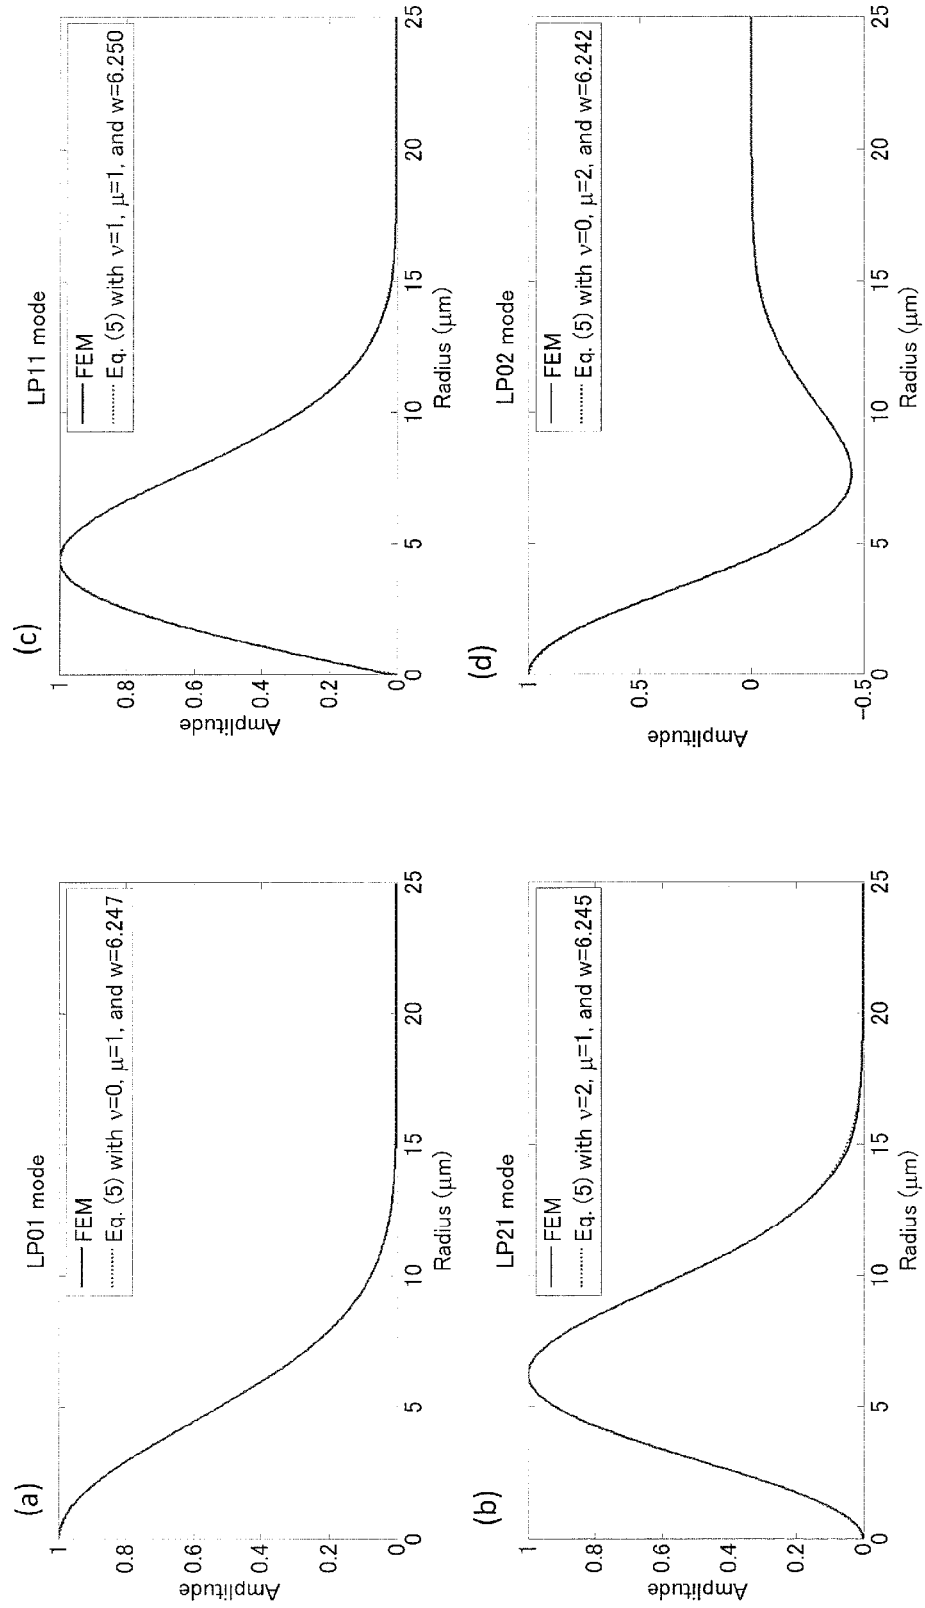 (a)
LP01 mode
FEM
Eq. (5) with ν=0, μ=1, and w=6.247
Amplitude
1
0.8
0.6
0.4
0.2
0
0
5
10
15
20
25
Radius (μm)
(c)
LP11 mode
FEM
Eq. (5) with ν=1, μ=1, and w=6.250
Amplitude
1
0.8
0.6
0.4
0.2
0
0
5
10
15
20
25
Radius (μm)
(b)
LP21 mode
FEM
Eq. (5) with ν=2, μ=1, and w=6.245
Amplitude
1
0.8
0.6
0.4
0.2
0
0
5
10
15
20
25
Radius (μm)
(d)
LP02 mode
FEM
Eq. (5) with ν=0, μ=2, and w=6.242
Amplitude
1
0.5
0
-0.5
0
5
10
15
20
25
Radius (μm)